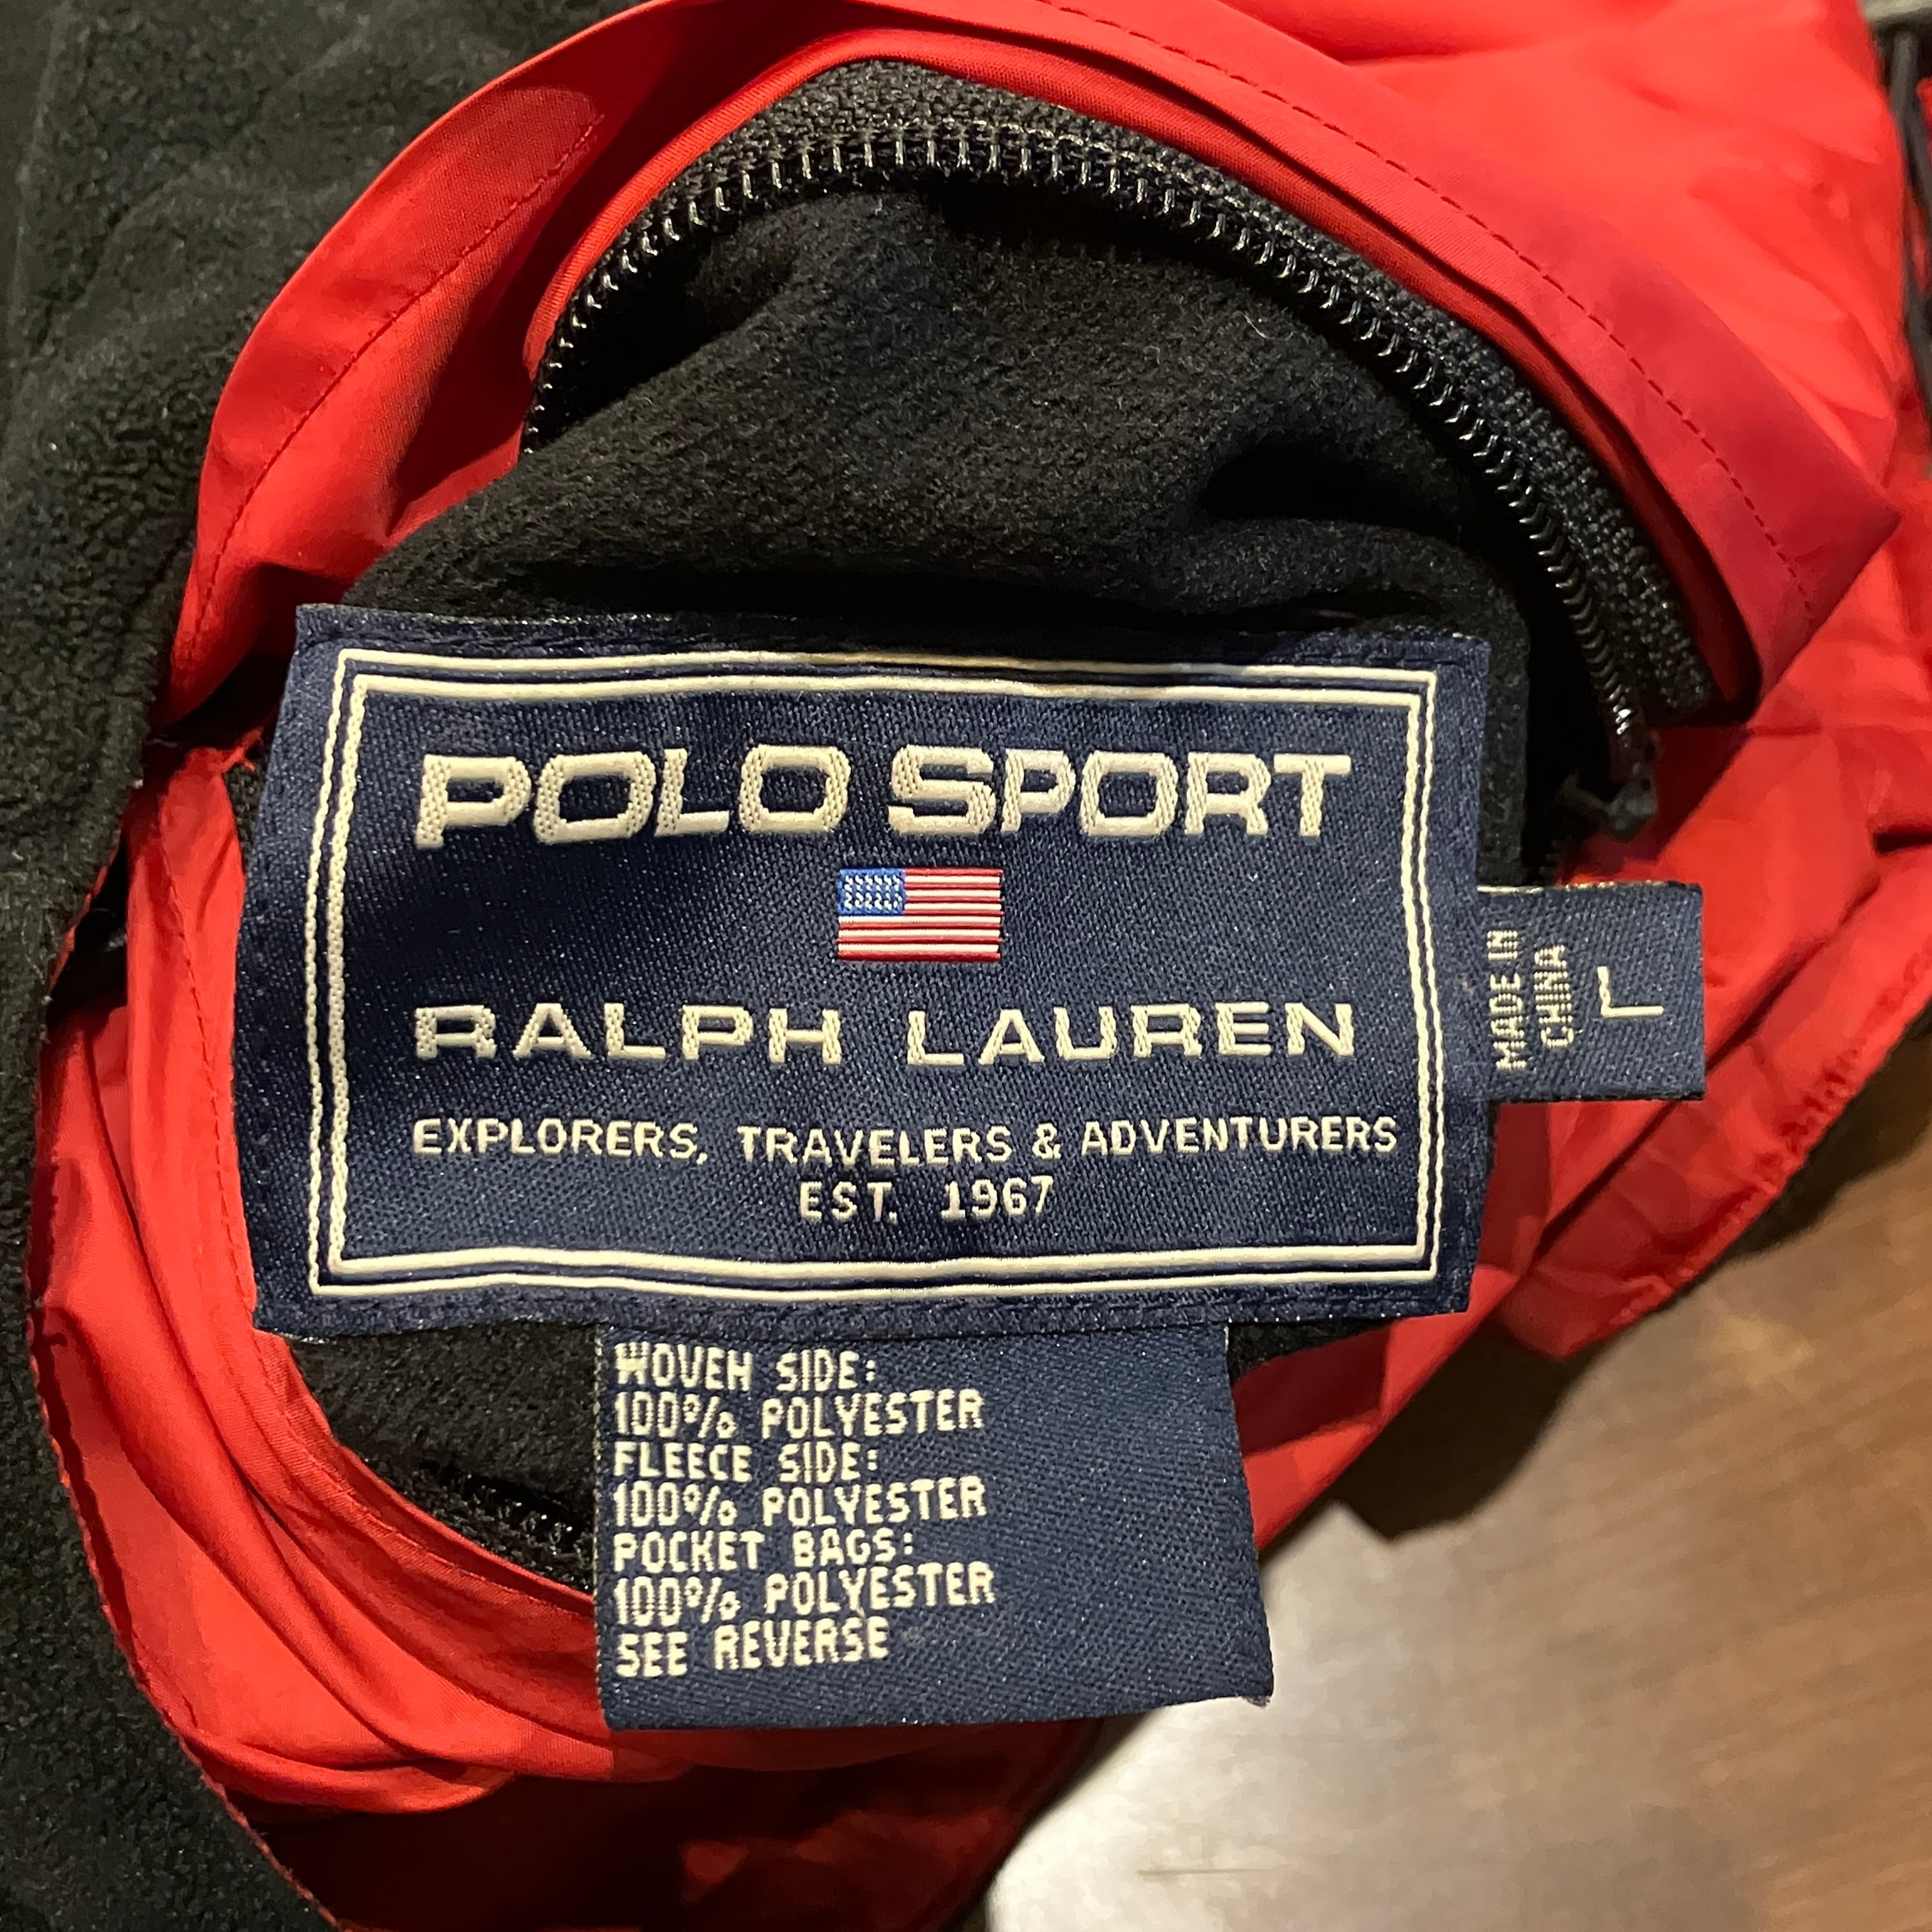 POLO SPORT
RALPH LAUREN
EXPLORERS, TRAVELERS & ADVENTURERS
EST. 1967
MADE IN
CHINA
L
WOVEN SIDE:
100% POLYESTER
FLEECE SIDE:
100% POLYESTER
POCKET BAGS:
100% POLYESTER
SEE REVERSE